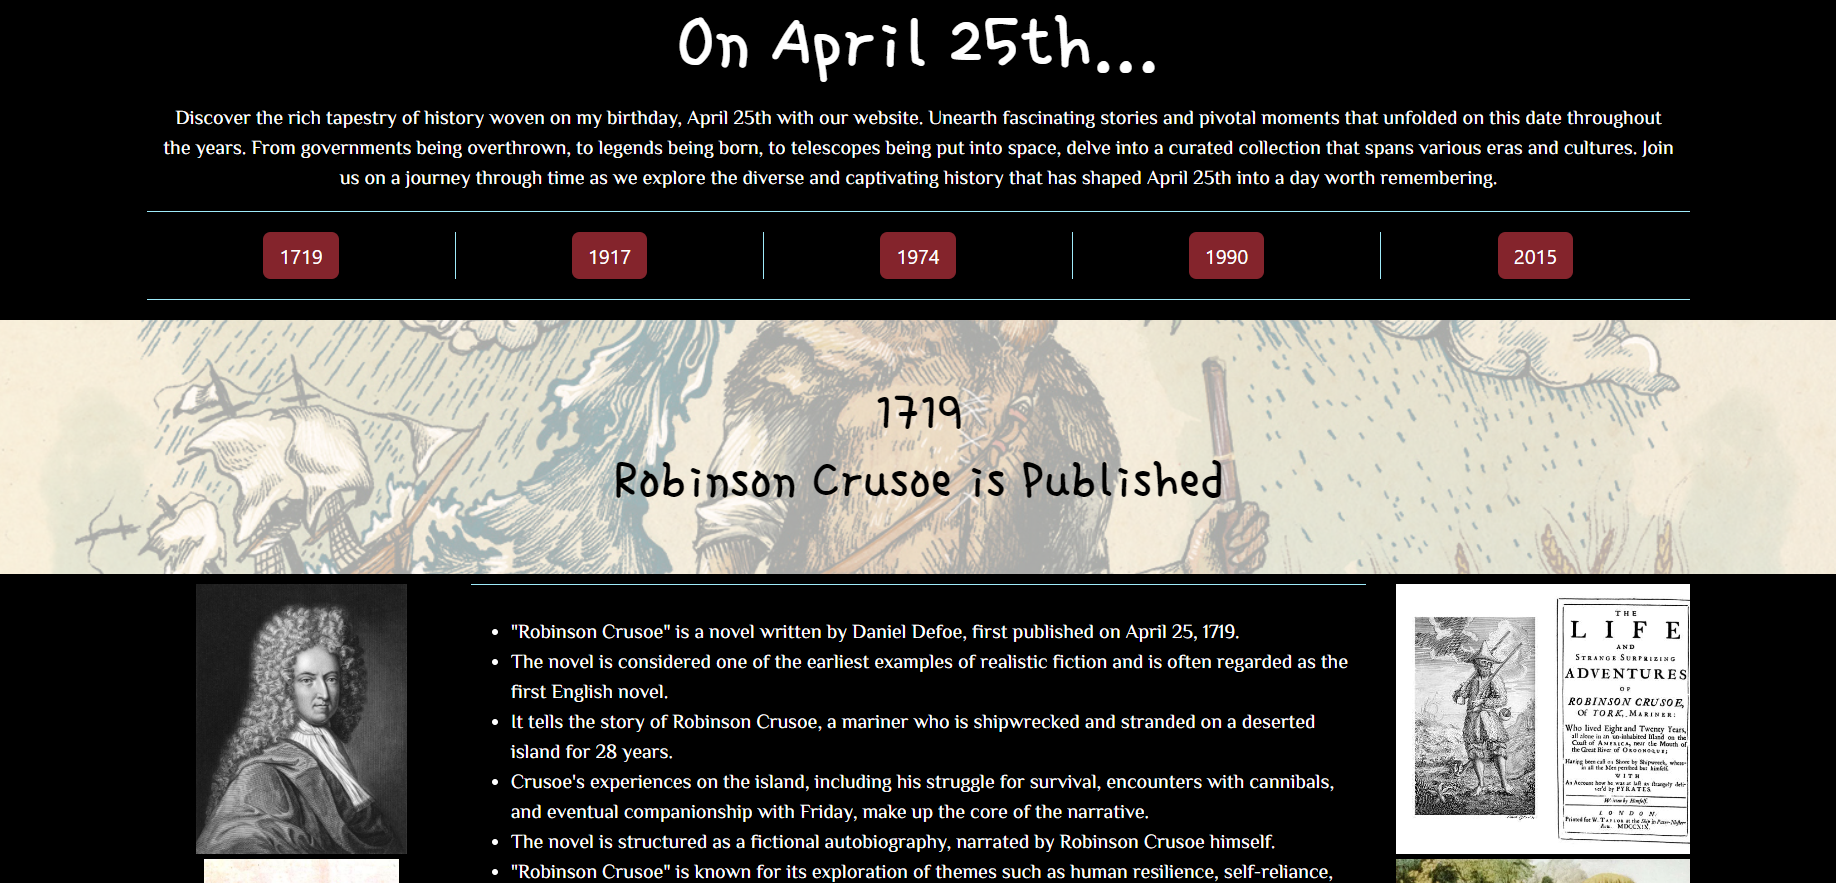 On April 25th...
Discover the rich tapestry of history woven on my birthday, April 25th with our website. Unearth fascinating stories and pivotal moments that unfolded on this date throughout
the years. From governments being overthrown, to legends being born, to telescopes being put into space, delve into a curated collection that spans various eras and cultures. Join
us on a journey through time as we explore the diverse and captivating history that has shaped April 25th into a day worth remembering.
1719
1917
1974
1990
2015
1719
Robinson Crusoe is Published
"Robinson Crusoe" is a novel written by Daniel Defoe, first published on April 25, 1719.
The novel is considered one of the earliest examples of realistic fiction and is often regarded as the
first English novel.
It tells the story of Robinson Crusoe, a mariner who is shipwrecked and stranded on a deserted
island for 28 years.
Crusoe's experiences on the island, including his struggle for survival, encounters with cannibals,
and eventual companionship with Friday, make up the core of the narrative.
The novel is structured as a fictional autobiography, narrated by Robinson Crusoe himself.
"Robinson Crusoe" is known for its exploration of themes such as human resilience, self-reliance,
THE
LIFE
AND
STRANGE SURPRIZING
ADVENTURES
OF
ROBINSON CRUSOE,
Of YORK, MARINER:
Who lived Eight and Twenty Years,
all alone in an un-inhabited Island on the
Coast of AMERICA, near the Mouth of
the Great River of OROONOQUE;
Having been cast on Shore by Shipwreck, where-
in all the Men perished but himself.
WITH
An Account how he was at last as strangely deli-
ver'd by PYRATES.
Written by Himself.
LONDON:
Printed for W. TAYLOR at the Ship in Pater-Noster-
Row. MDCCXIX.